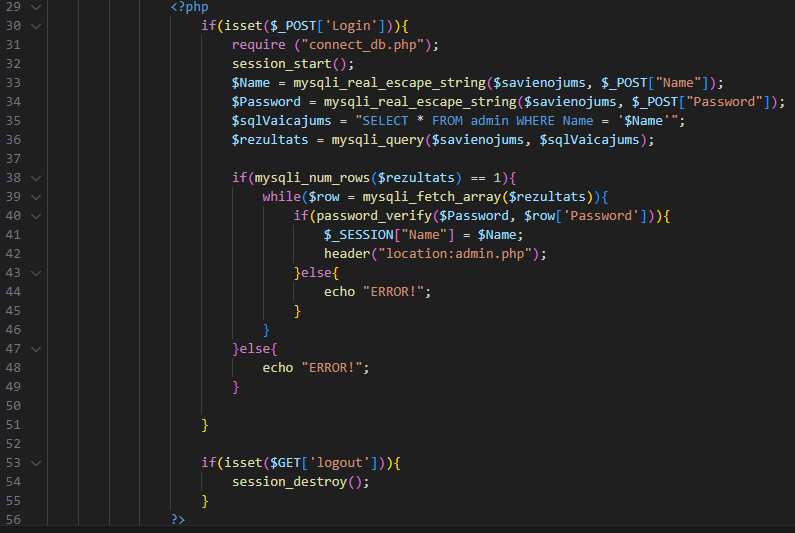 29 <?php
30 if(isset($_POST['Login'])){
31 require ("connect_db.php");
32 session_start();
33 $Name = mysqli_real_escape_string($savienojums, $_POST["Name"]);
34 $Password = mysqli_real_escape_string($savienojums, $_POST["Password"]);
35 $sqlVaicajums = "SELECT * FROM admin WHERE Name = '$Name'";
36 $rezultats = mysqli_query($savienojums, $sqlVaicajums);
37
38 if(mysqli_num_rows($rezultats) == 1){
39 while($row = mysqli_fetch_array($rezultats)){
40 if(password_verify($Password, $row['Password'])){
41 $_SESSION["Name"] = $Name;
42 header("location:admin.php");
43 }else{
44 echo "ERROR!";
45 }
46 }
47 }else{
48 echo "ERROR!";
49 }
50
51 }
52
53 if(isset($GET['logout'])){
54 session_destroy();
55 }
56 ?>